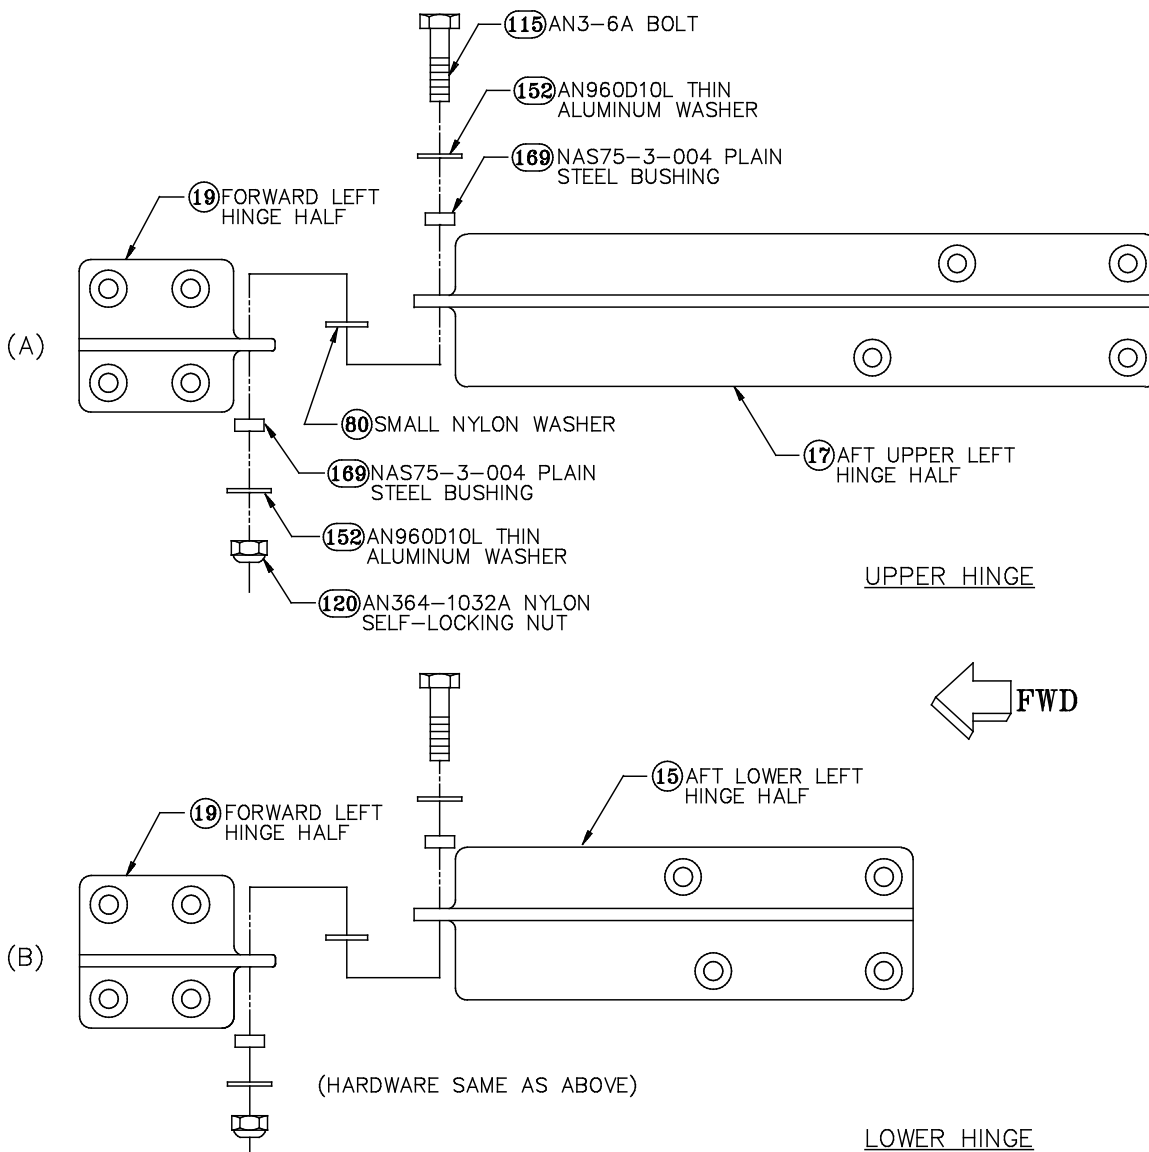 115 AN3-6A BOLT
152 AN960D10L THIN
ALUMINUM WASHER
169 NAS75-3-004 PLAIN
STEEL BUSHING
19 FORWARD LEFT
HINGE HALF
(A)
80 SMALL NYLON WASHER
17 AFT UPPER LEFT
HINGE HALF
169 NAS75-3-004 PLAIN
STEEL BUSHING
152 AN960D10L THIN
ALUMINUM WASHER
UPPER HINGE
120 AN364-1032A NYLON
SELF-LOCKING NUT
FWD
15 AFT LOWER LEFT
HINGE HALF
19 FORWARD LEFT
HINGE HALF
(B)
(HARDWARE SAME AS ABOVE)
LOWER HINGE